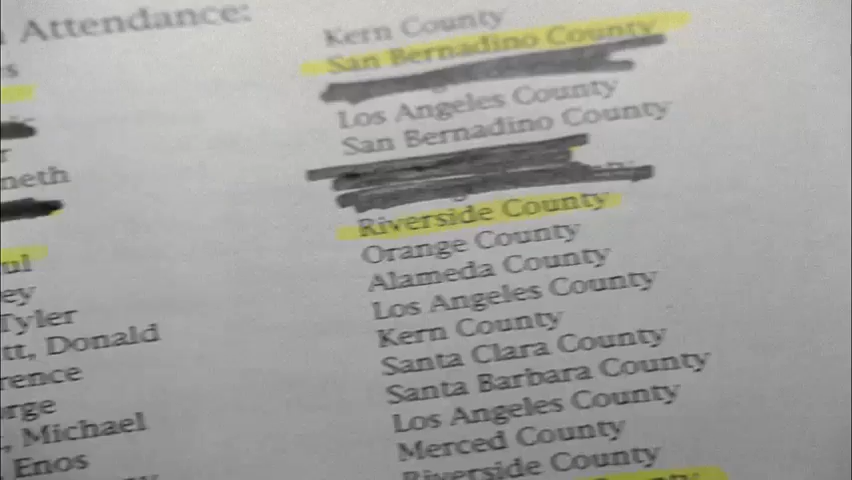 Attendance:
Kern County
San Bernadino County
Los Angeles County
San Bernadino County
neth
Riverside County
Orange County
ul
Alameda County
ey
Los Angeles County
Tyler
Kern County
tt, Donald
Santa Clara County
rence
Santa Barbara County
orge
Los Angeles County
, Michael
Merced County
Enos
Riverside County